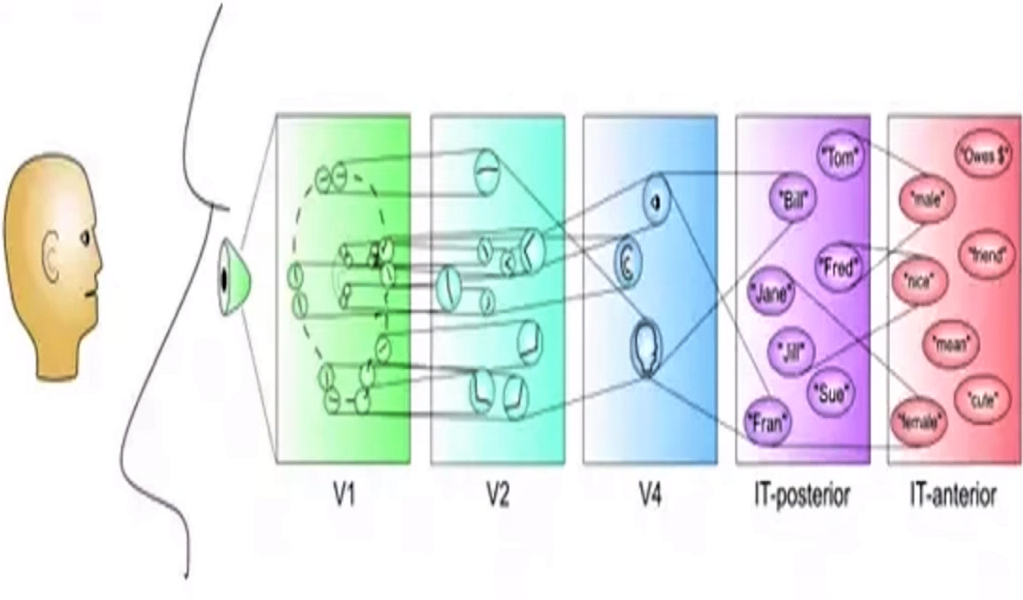 "Tom"
"Owes $"
"Bill"
"male"
"Fred"
"friend"
"Jane"
"nice"
"Jill"
"mean"
"Sue"
"cute"
"Fran"
"female"
V1
V2
V4
IT-posterior
IT-anterior